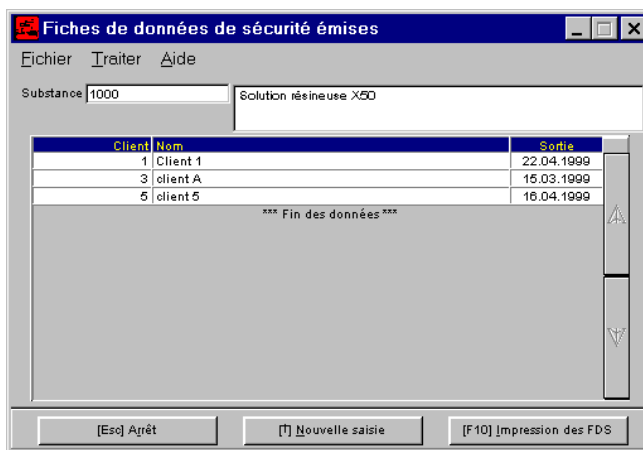 Fiches de données de sécurité émises
Fichier Traiter Aide
Substance 1000 Solution résineuse X50
Client Nom Sortie
1 Client 1 22.04.1999
3 client A 15.03.1999
5 client 5 16.04.1999
*** Fin des données ***
[Esc] Arrêt [↑] Nouvelle saisie [F10] Impression des FDS